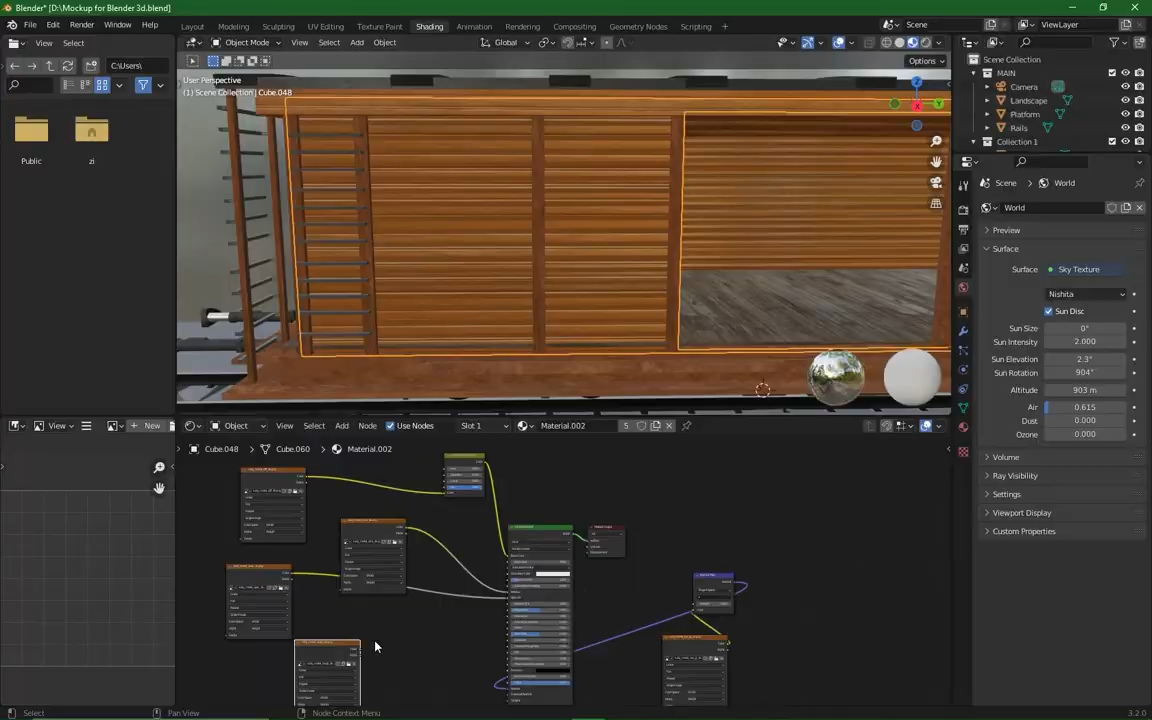 Blender* [D:\Mockup for Blender 3d.blend]
File Edit Render Window Help
Layout Modeling Sculpting UV Editing Texture Paint Shading Animation Rendering Compositing Geometry Nodes Scripting
Scene
ViewLayer
View Select
Object Mode View Select Add Object
Global
C:\Users\
Options
User Perspective
(1) Scene Collection | Cube.048
Public
zi
Z
Y
X
Scene Collection
MAIN
Camera
Landscape
Platform
Rails
Collection 1
Scene
World
World
Preview
Surface
Surface
Sky Texture
Nishita
Sun Disc
Sun Size 0°
Sun Intensity 2.000
Sun Elevation 2.3°
Sun Rotation 904°
Altitude 903 m
Air 0.615
Dust 0.000
Ozone 0.000
Volume
Ray Visibility
Settings
Viewport Display
Custom Properties
View
New
Object View Select Add Node Use Nodes Slot 1 Material.002 5
Cube.048 Cube.060 Material.002
Select
Pan View
Node Context Menu
3.2.0